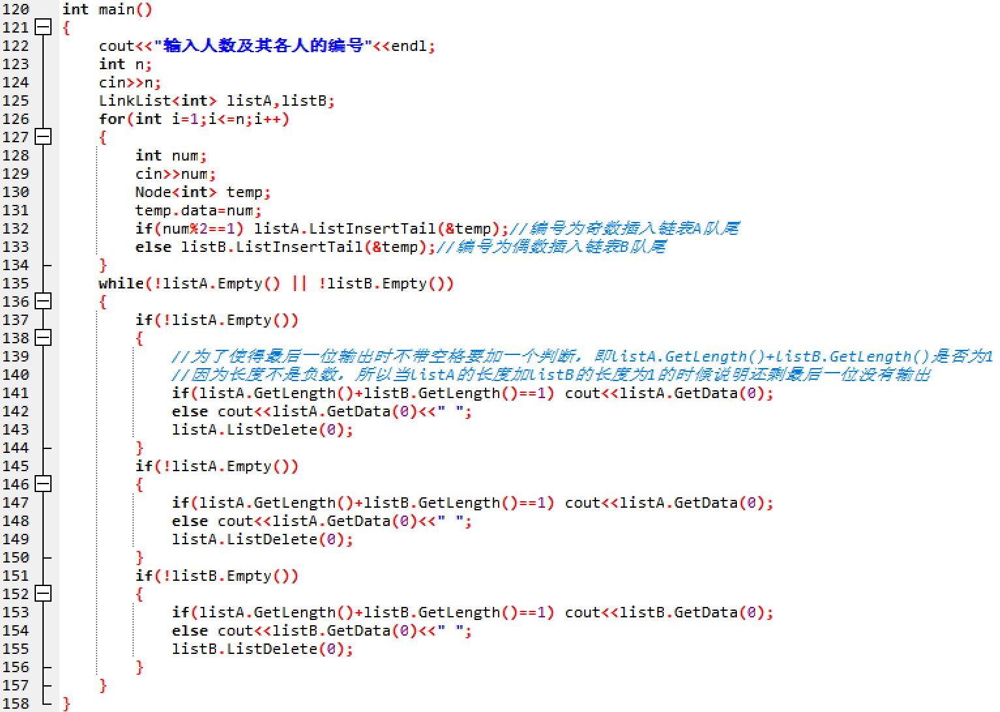 120 int main()
121 {
122     cout<<"输入人数及其各人的编号"<<endl;
123     int n;
124     cin>>n;
125     LinkList<int> listA,listB;
126     for(int i=1;i<=n;i++)
127     {
128         int num;
129         cin>>num;
130         Node<int> temp;
131         temp.data=num;
132         if(num%2==1) listA.ListInsertTail(&temp);//编号为奇数插入链表A队尾
133         else listB.ListInsertTail(&temp);//编号为偶数插入链表B队尾
134     }
135     while(!listA.Empty() || !listB.Empty())
136     {
137         if(!listA.Empty())
138         {
139             //为了使得最后一位输出时不带空格要加一个判断，即listA.GetLength()+listB.GetLength()是否为1
140             //因为长度不是负数，所以当listA的长度加listB的长度为1的时候说明还剩最后一位没有输出
141             if(listA.GetLength()+listB.GetLength()==1) cout<<listA.GetData(0);
142             else cout<<listA.GetData(0)<<" ";
143             listA.ListDelete(0);
144         }
145         if(!listA.Empty())
146         {
147             if(listA.GetLength()+listB.GetLength()==1) cout<<listA.GetData(0);
148             else cout<<listA.GetData(0)<<" ";
149             listA.ListDelete(0);
150         }
151         if(!listB.Empty())
152         {
153             if(listA.GetLength()+listB.GetLength()==1) cout<<listB.GetData(0);
154             else cout<<listB.GetData(0)<<" ";
155             listB.ListDelete(0);
156         }
157     }
158 }